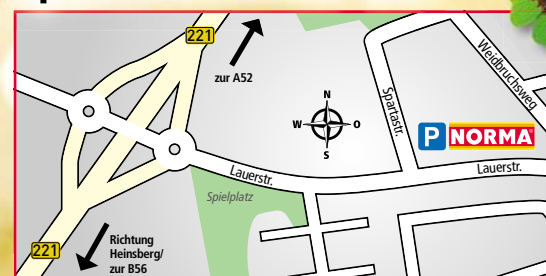 221
zur A52
N
W
O
S
Weidbruchsweg
Spartastr.
P
NORMA
Lauerstr.
Lauerstr.
Spielplatz
221
Richtung
Heinsberg/
zur B56